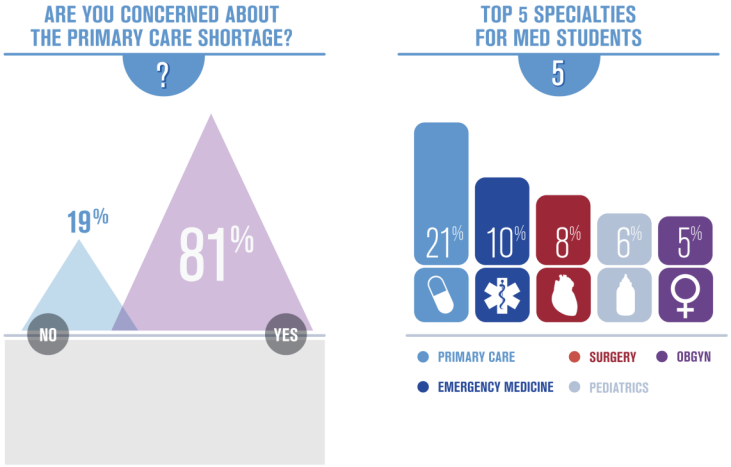 ARE YOU CONCERNED ABOUT
THE PRIMARY CARE SHORTAGE?
?
19%
81%
NO
YES
TOP 5 SPECIALTIES
FOR MED STUDENTS
5
21%
10%
8%
6%
5%
PRIMARY CARE
SURGERY
OBGYN
EMERGENCY MEDICINE
PEDIATRICS